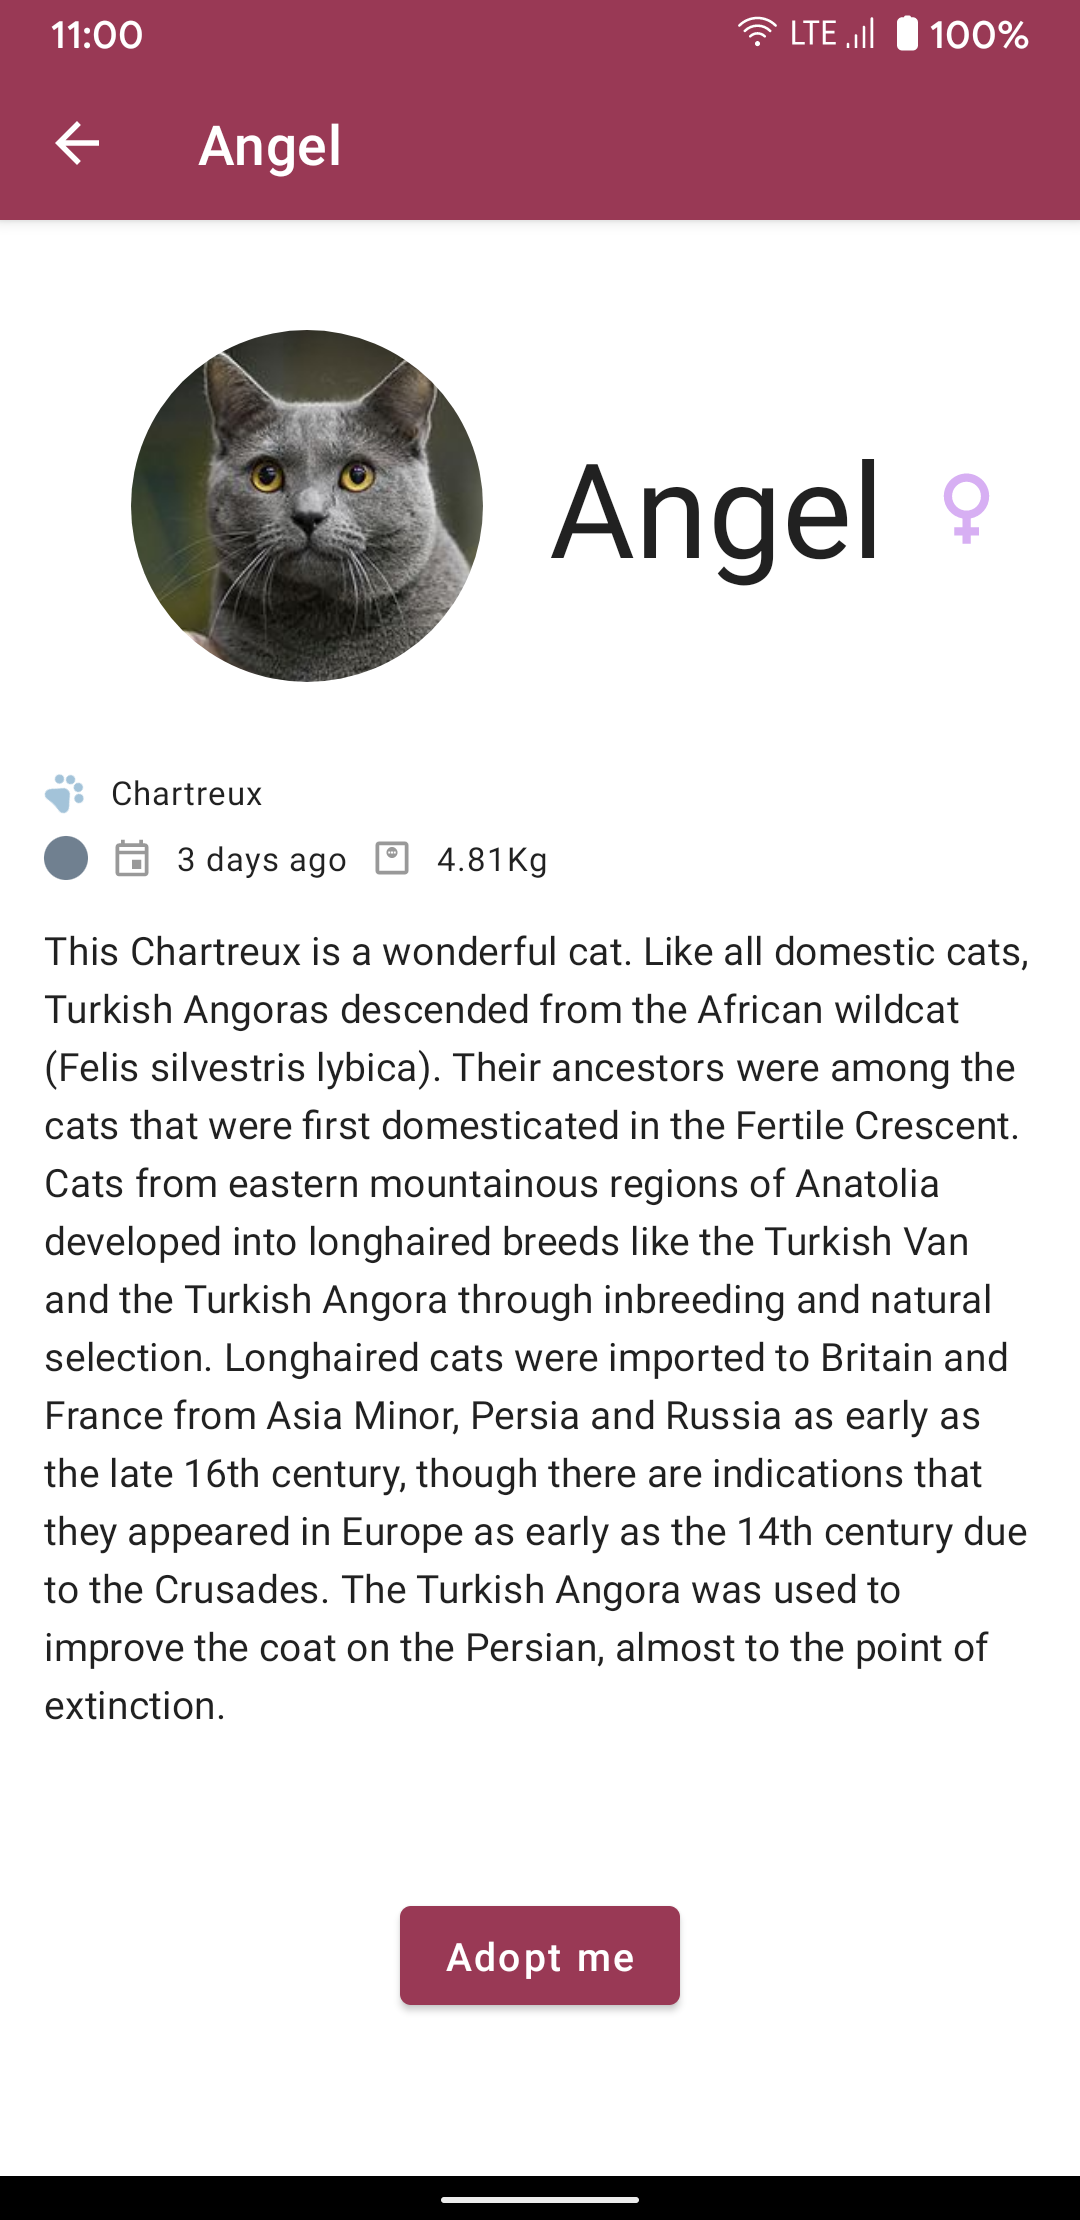 11:00 LTE 100%
Angel
Angel
Chartreux
3 days ago 4.81Kg
This Chartreux is a wonderful cat. Like all domestic cats,
Turkish Angoras descended from the African wildcat
(Felis silvestris lybica). Their ancestors were among the
cats that were first domesticated in the Fertile Crescent.
Cats from eastern mountainous regions of Anatolia
developed into longhaired breeds like the Turkish Van
and the Turkish Angora through inbreeding and natural
selection. Longhaired cats were imported to Britain and
France from Asia Minor, Persia and Russia as early as
the late 16th century, though there are indications that
they appeared in Europe as early as the 14th century due
to the Crusades. The Turkish Angora was used to
improve the coat on the Persian, almost to the point of
extinction.
Adopt me